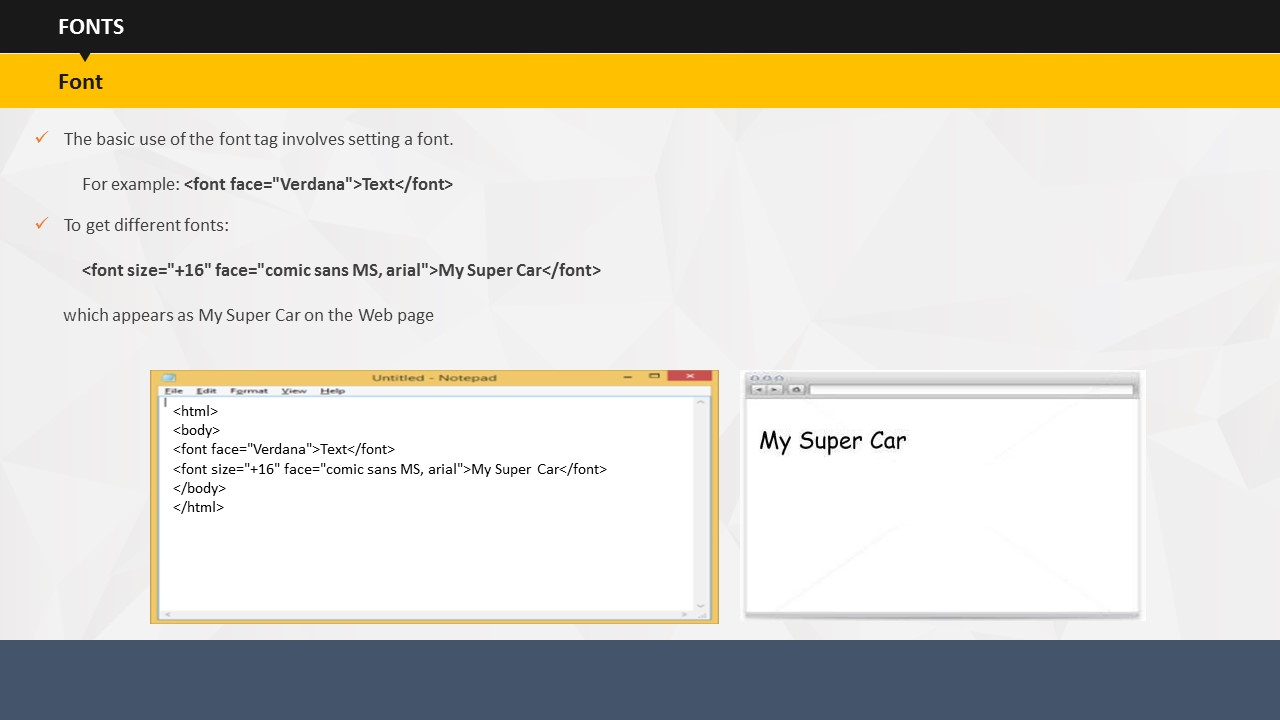 FONTS
Font
The basic use of the font tag involves setting a font.
For example: <font face="Verdana">Text</font>
To get different fonts:
<font size="+16" face="comic sans MS, arial">My Super Car</font>
which appears as My Super Car on the Web page
Untitled - Notepad
File Edit Format View Help
<html>
<body>
<font face="Verdana">Text</font>
<font size="+16" face="comic sans MS, arial">My Super Car</font>
</body>
</html>
My Super Car